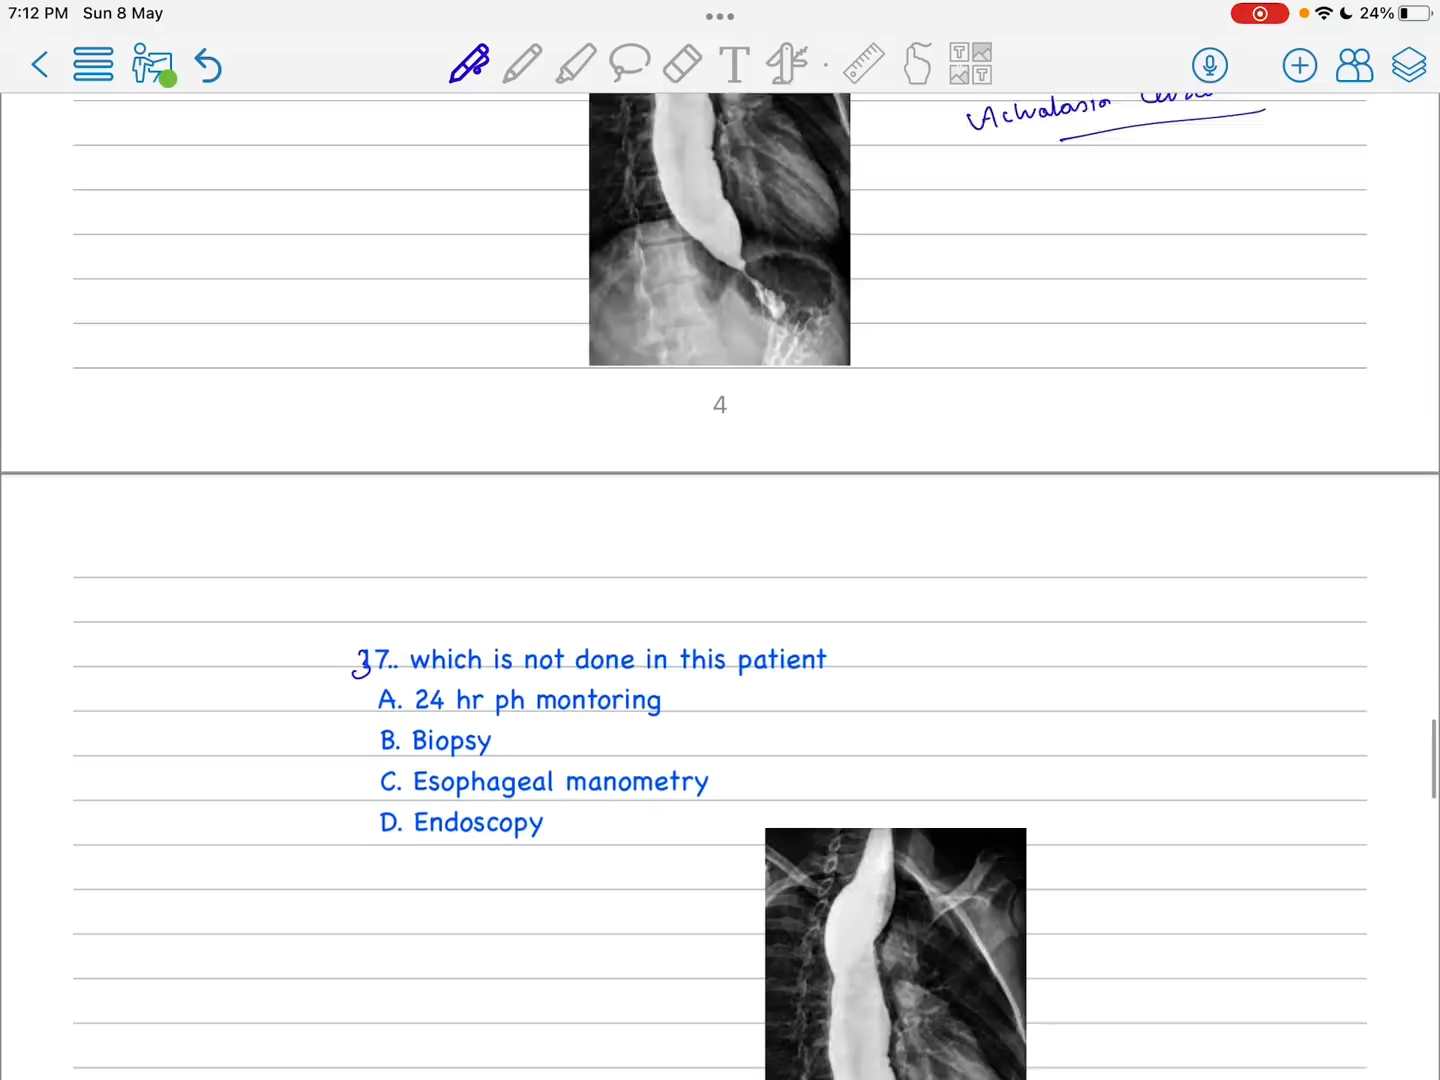 7:12 PM Sun 8 May
24%
Achalasia
4
37.. which is not done in this patient
A. 24 hr ph montoring
B. Biopsy
C. Esophageal manometry
D. Endoscopy